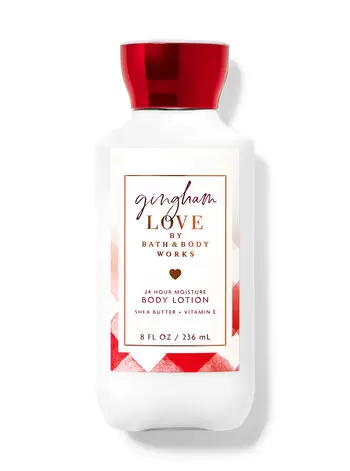 gingham
LOVE
BY
BATH & BODY
WORKS
24 HOUR MOISTURE
BODY LOTION
SHEA BUTTER • VITAMIN E
8 FL OZ / 236 mL